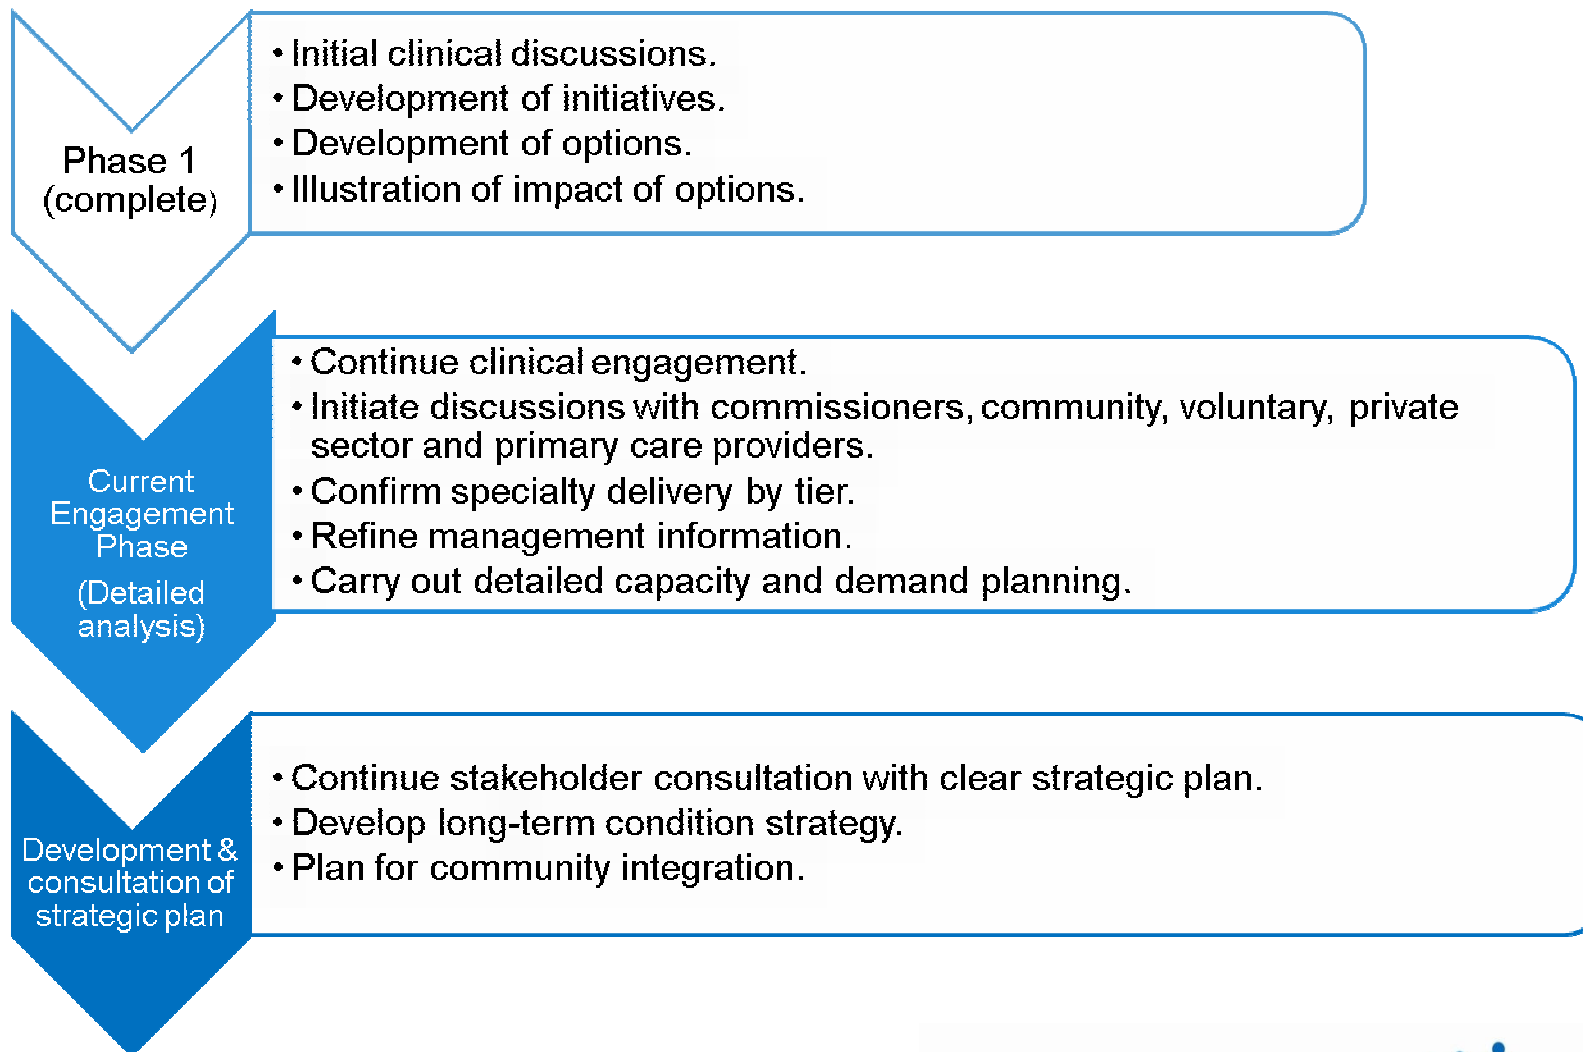 Phase 1
(complete)
• Initial clinical discussions.
• Development of initiatives.
• Development of options.
• Illustration of impact of options.
Current
Engagement
Phase
(Detailed
analysis)
• Continue clinical engagement.
• Initiate discussions with commissioners, community, voluntary, private
sector and primary care providers.
• Confirm specialty delivery by tier.
• Refine management information.
• Carry out detailed capacity and demand planning.
Development &
consultation of
strategic plan
• Continue stakeholder consultation with clear strategic plan.
• Develop long-term condition strategy.
• Plan for community integration.